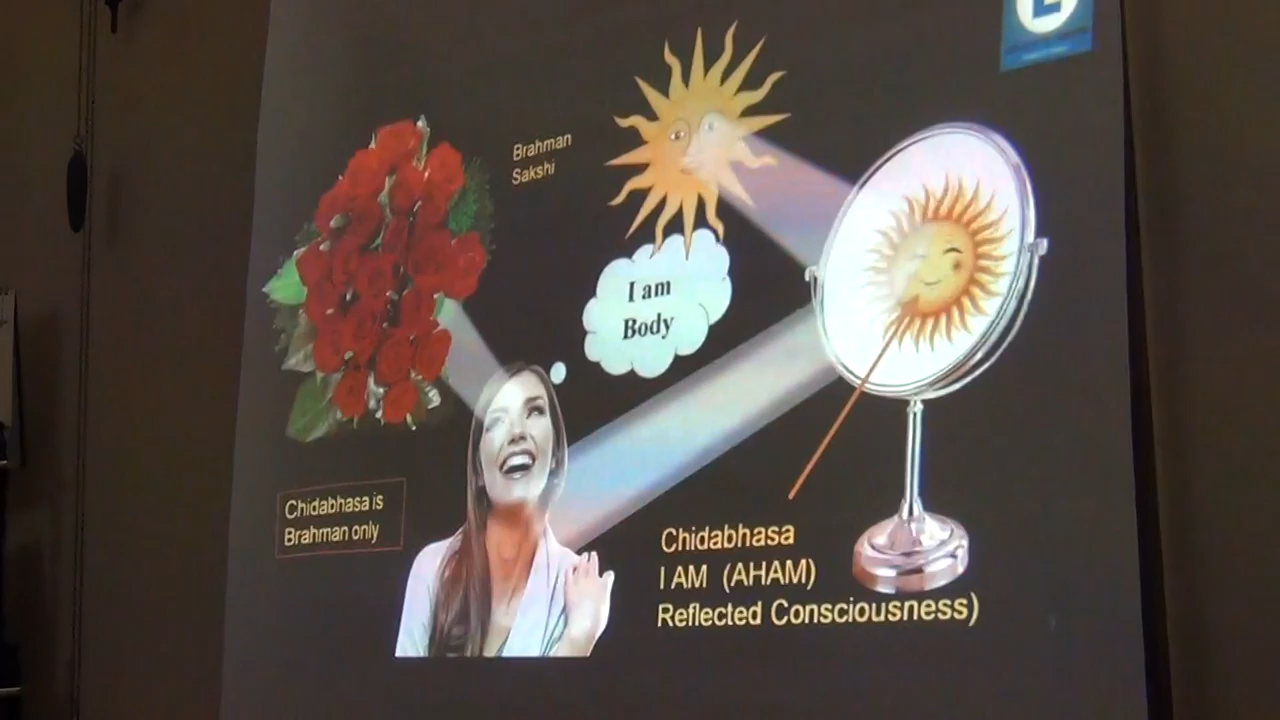 Brahman
Sakshi
I am
Body
Chidabhasa is
Brahman only
Chidabhasa
I AM (AHAM)
Reflected Consciousness)